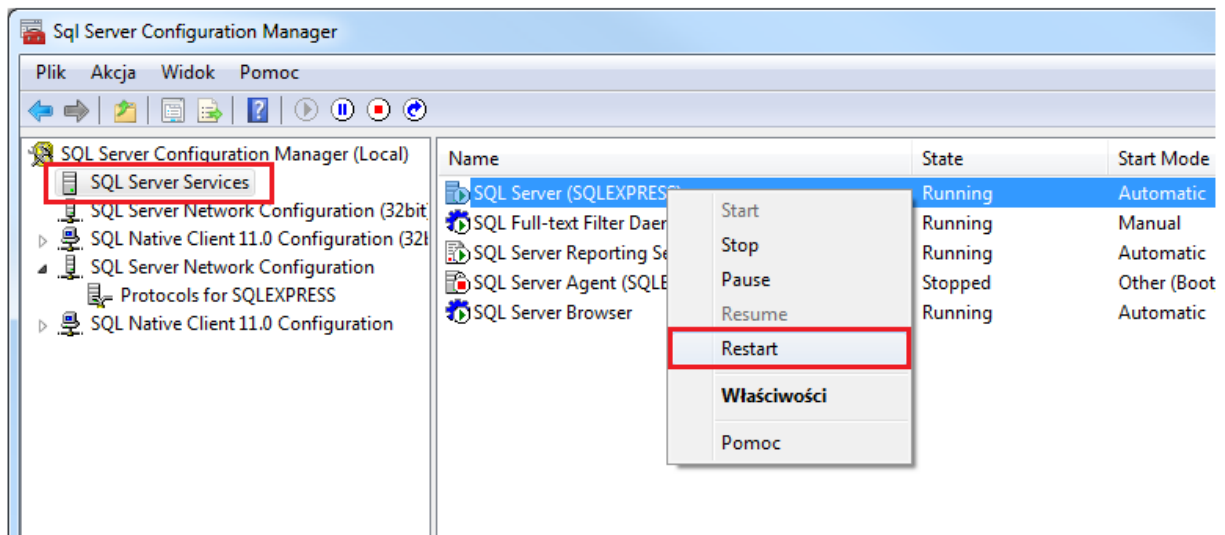 Sql Server Configuration Manager
Plik Akcja Widok Pomoc
SQL Server Configuration Manager (Local)
SQL Server Services
SQL Server Network Configuration (32bit
SQL Native Client 11.0 Configuration (32b
SQL Server Network Configuration
Protocols for SQLEXPRESS
SQL Native Client 11.0 Configuration
Name State Start Mode
SQL Server (SQLEXPRESS) Running Automatic
SQL Full-text Filter Daer Running Manual
SQL Server Reporting Se Running Automatic
SQL Server Agent (SQLE Stopped Other (Boot
SQL Server Browser Running Automatic
Start
Stop
Pause
Resume
Restart
Właściwości
Pomoc